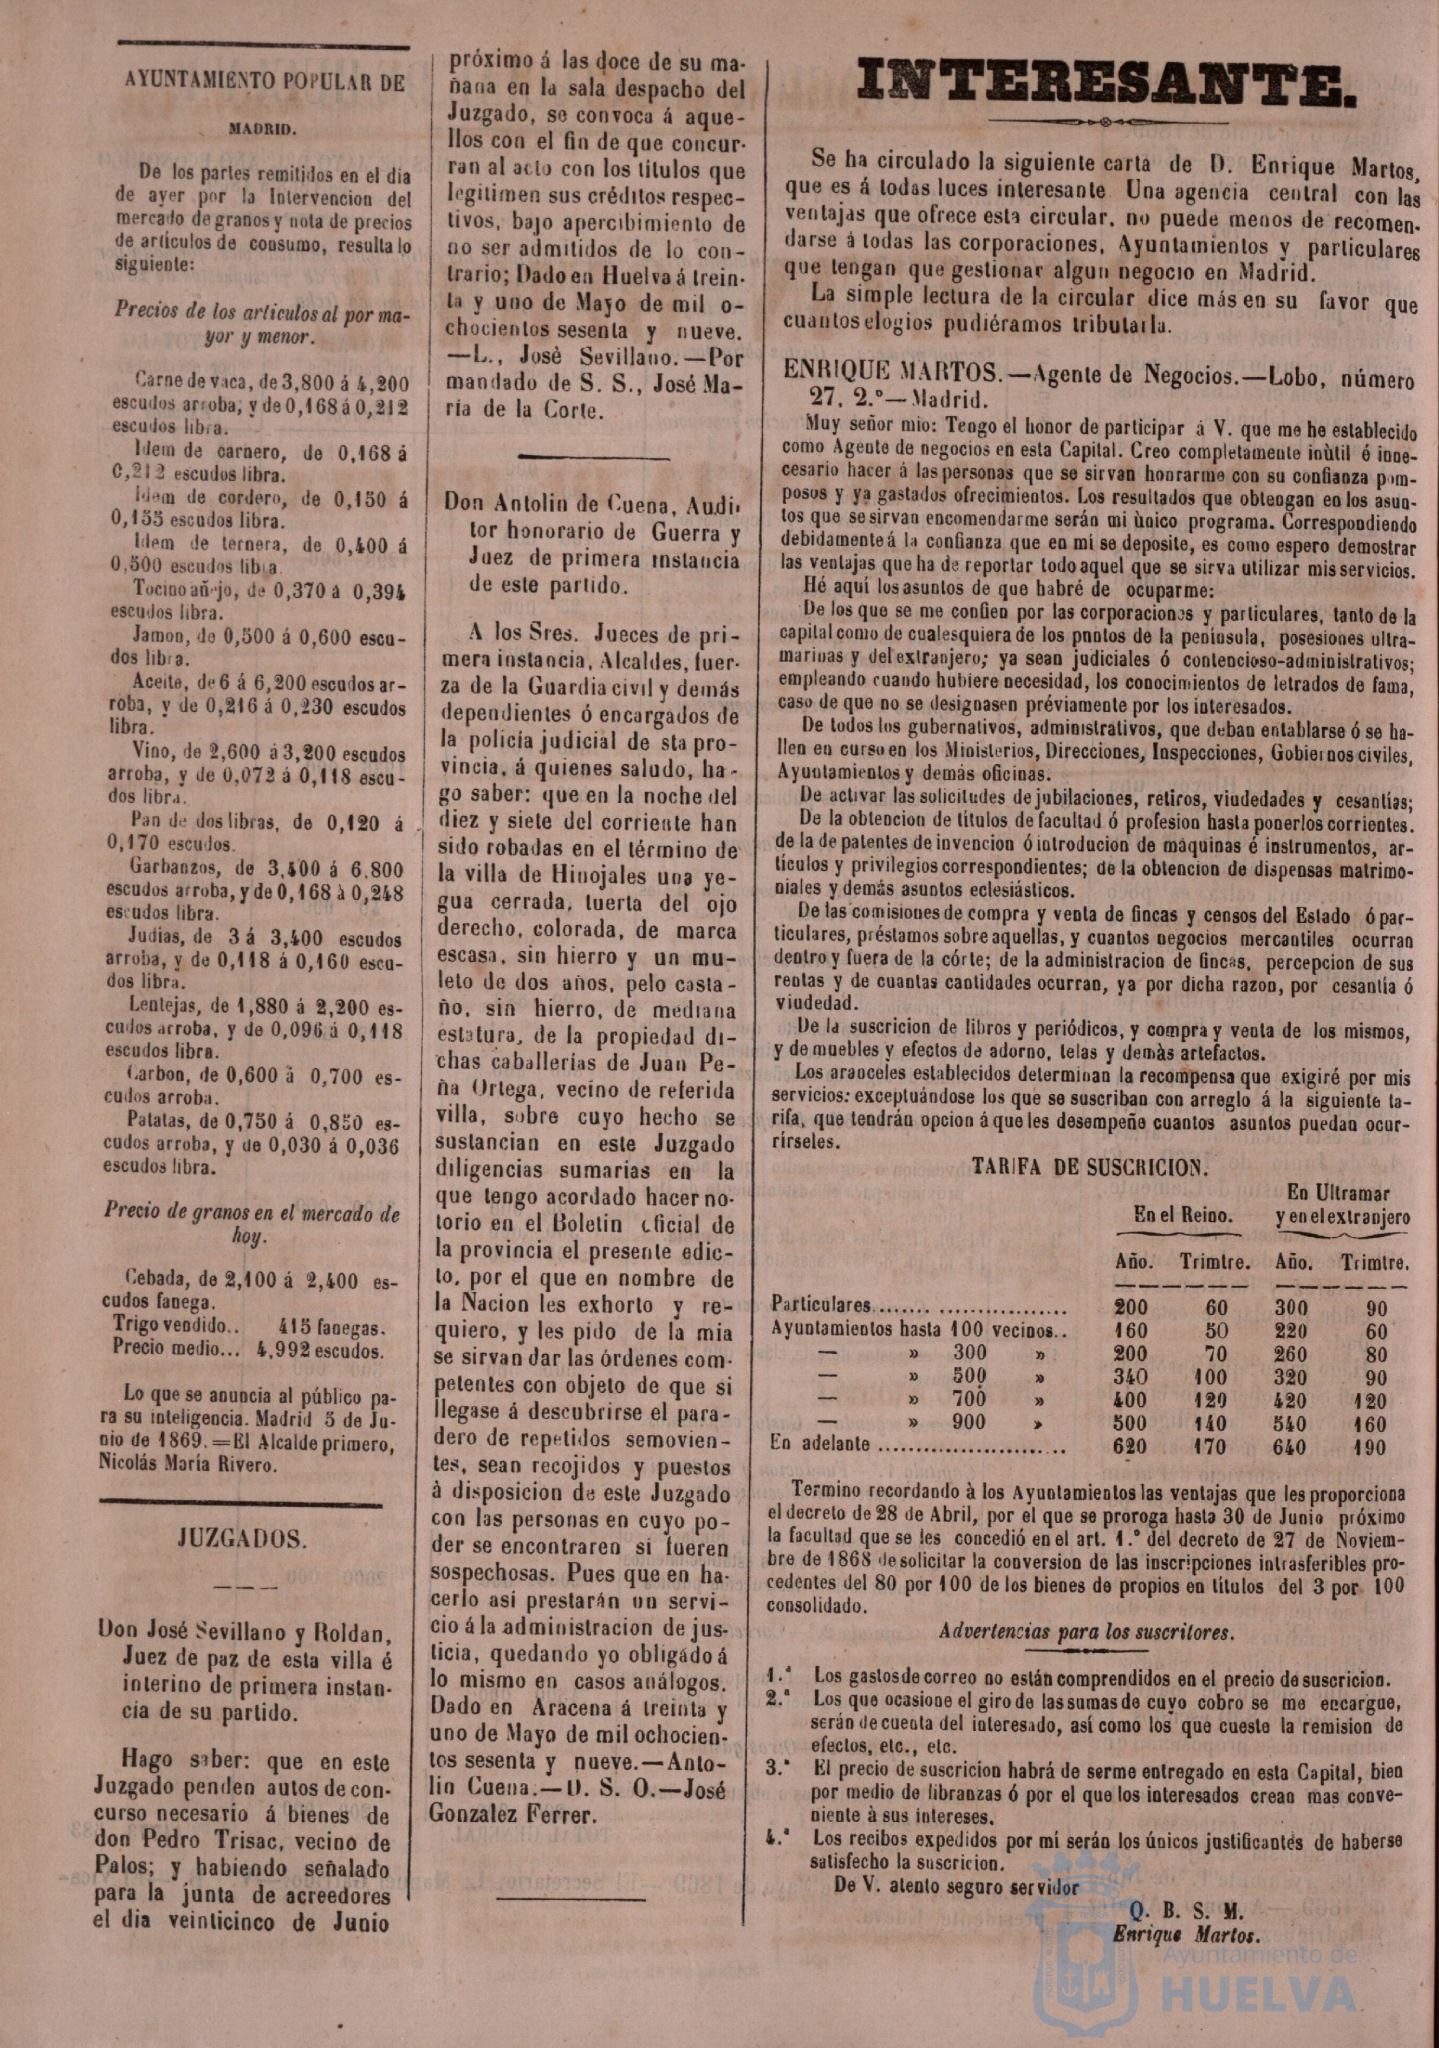 AYUNTAMIENTO POPULAR DE
MADRID.
De los partes remitidos en el dia
de ayer por la Intervencion del
mercado de granos y nota de precios
de artículos de consumo, resulta lo
siguiente:
Precios de los artículos al por ma-
yor y menor.
Carne de vaca, de 3,800 á 4,200
escudos arroba, y de 0,168 á 0,212
escudos libra.
Idem de carnero, de 0,168 á
0,212 escudos libra.
Idem de cordero, de 0,150 á
0,155 escudos libra.
Idem de ternera, de 0,400 á
0,500 escudos libra.
Tocino añejo, de 0,370 á 0,394
escudos libra.
Jamon, de 0,500 á 0,600 escu-
dos libra.
Aceite, de 6 á 6,200 escudos ar-
roba, y de 0,216 á 0,230 escudos
libra.
Vino, de 2,600 á 3,200 escudos
arroba, y de 0,072 á 0,118 escu-
dos libra.
Pan de dos libras, de 0,120 á
0,170 escudos.
Garbanzos, de 3,400 á 6,800
escudos arroba, y de 0,168 à 0,248
escudos libra.
Judias, de 3 á 3,400 escudos
arroba, y de 0,118 á 0,160 escu-
dos libra.
Lentejas, de 1,880 á 2,200 es-
cudos arroba, y de 0,096 á 0,118
escudos libra.
Carbon, de 0,600 à 0,700 es-
cudos arroba.
Patatas, de 0,750 á 0,850 es-
cudos arroba, y de 0,030 á 0,036
escudos libra.
Precio de granos en el mercado de
hoy.
Cebada, de 2,100 á 2,400 es-
cudos fanega.
Trigo vendido.. 415 fanegas.
Precio medio... 4,992 escudos.
Lo que se anuncia al público pa-
ra su inteligencia. Madrid 5 de Ju-
nio de 1869.=El Alcalde primero,
Nicolás María Rivero.
JUZGADOS.
Don José Sevillano y Roldan,
Juez de paz de esta villa é
interino de primera instan-
cia de su partido.
Hago saber: que en este
Juzgado penden autos de con-
curso necesario á bienes de
don Pedro Trisac, vecino de
Palos; y habiendo señalado
para la junta de acreedores
el dia veinticinco de Junio
próximo á las doce de su ma-
ñana en la sala despacho del
Juzgado, se convoca á aque-
llos con el fin de que concur-
ran al acto con los títulos que
legitimen sus créditos respec-
tivos, bajo apercibimiento de
no ser admitidos de lo con-
trario; Dado en Huelva á trein-
ta y uno de Mayo de mil o-
chocientos sesenta y nueve.
—L., Josè Sevillano.—Por
mandado de S. S., José Ma-
ría de la Corte.
Don Antolin de Cuena, Audi-
tor honorario de Guerra y
Juez de primera instancia
de este partido.
A los Sres. Jueces de pri-
mera instancia, Alcaldes, fuer-
za de la Guardia civil y demás
dependientes ó encargados de
la policía judicial de sta pro-
vincia, á quienes saludo, ha-
go saber: que en la noche del
diez y siete del corriente han
sido robadas en el término de
la villa de Hinojales una ye-
gua cerrada, tuerta del ojo
derecho, colorada, de marca
escasa, sin hierro y un mu-
leto de dos años, pelo casta-
ño, sin hierro, de mediana
estatura, de la propiedad di-
chas caballerías de Juan Pe-
ña Ortega, vecino de referida
villa, sobre cuyo hecho se
sustancian en este Juzgado
diligencias sumarias en la
que tengo acordado hacer no-
torio en el Boletin oficial de
la provincia el presente edic-
to, por el que en nombre de
la Nacion les exhorto y re-
quiero, y les pido de la mia
se sirvan dar las órdenes com-
petentes con objeto de que si
llegase á descubrirse el para-
dero de repetidos semovien-
tes, sean recojidos y puestos
à disposicion de este Juzgado
con las personas en cuyo po-
der se encontraren si fueren
sospechosas. Pues que en ha-
cerlo asi prestarán un servi-
cio á la administracion de jus-
ticia, quedando yo obligádo á
lo mismo en casos análogos.
Dado en Aracena á treinta y
uno de Mayo de mil ochocien-
tos sesenta y nueve.—Anto-
lin Cuena.—D. S. O.—José
Gonzalez Ferrer.
INTERESANTE.
Se ha circulado la siguiente carta de D. Enrique Martos,
que es á todas luces interesante Una agencia central con las
ventajas que ofrece esta circular, no puede menos de recomen-
darse á todas las corporaciones, Ayuntamientos y particulares
que tengan que gestionar algun negocio en Madrid.
La simple lectura de la circular dice más en su favor que
cuantos elogios pudiéramos tributarla.
ENRIQUE MARTOS.—Agente de Negocios.—Lobo, número
27, 2.º—Madrid.
Muy señor mio: Tengo el honor de participar á V. que me he establecido
como Agente de negocios en esta Capital. Creo completamente inùtil é inne-
cesario hacer á las personas que se sirvan honrarme con su confianza pom-
posos y ya gastados ofrecimientos. Los resultados que obtengan en los asun-
tos que se sirvan encomendarme serán mi ùnico programa. Correspondiendo
debidamente á la confianza que en mi se deposite, es como espero demostrar
las ventajas que ha de reportar todo aquel que se sirva utilizar mis servicios.
Hé aquí los asuntos de que habré de ocuparme:
De los que se me confien por las corporaciones y particulares, tanto de la
capital como de cualesquiera de los puntos de la península, posesiones ultra-
marinas y del extranjero; ya sean judiciales ó contencioso-administrativos;
empleando cuando hubiere necesidad, los conocimientos de letrados de fama,
caso de que no se designasen préviamente por los interesados.
De todos los gubernativos, administrativos, que deban entablarse ó se ha-
llen en curso en los Ministerios, Direcciones, Inspecciones, Gobiernos civiles,
Ayuntamientos y demás oficinas.
De activar las solicitudes de jubilaciones, retiros, viudedades y cesantías;
De la obtencion de títulos de facultad ó profesion hasta ponerlos corrientes.
de la de patentes de invencion ó introducion de máquinas é instrumentos, ar-
tículos y privilegios correspondientes; de la obtencion de dispensas matrimo-
niales y demás asuntos eclesiásticos.
De las comisiones de compra y venta de fincas y censos del Estado ó par-
ticulares, préstamos sobre aquellas, y cuantos negocios mercantiles ocurran
dentro y fuera de la córte; de la administracion de fincas, percepcion de sus
rentas y de cuantas cantidades ocurran, ya por dicha razon, por cesantía ó
viudedad.
De la suscricion de libros y periódicos, y compra y venta de los mismos,
y de muebles y efectos de adorno, telas y demàs artefactos.
Los aranceles establecidos determinan la recompensa que exigiré por mis
servicios: exceptuándose los que se suscriban con arreglo á la siguiente ta-
rifa, que tendrán opcion á que les desempeñe cuantos asuntos puedan ocur-
rírseles.
TARIFA DE SUSCRICION.
En el Reino. En Ultramar y en el extranjero
Año. Trimtre. Año. Trimtre.
Particulares....... ................ 200 60 300 90
Ayuntamientos hasta 100 vecinos.. 160 50 220 60
— » 300 » 200 70 260 80
— » 500 » 340 100 320 90
— » 700 » 400 120 420 120
— » 900 » 500 140 540 160
En adelante ........................ 620 170 640 190
Termino recordando à los Ayuntamientos las ventajas que les proporciona
el decreto de 28 de Abril, por el que se proroga hasta 30 de Junio próximo
la facultad que se les concedió en el art. 1.º del decreto de 27 de Noviem-
bre de 1868 de solicitar la conversion de las inscripciones intrasferibles pro-
cedentes del 80 por 100 de los bienes de propios en títulos del 3 por 100
consolidado.
Advertencias para los suscritores.
1.ª Los gastos de correo no están comprendidos en el precio de suscricion.
2.ª Los que ocasione el giro de las sumas de cuyo cobro se me encargue,
serán de cuenta del interesado, así como los que cueste la remision de
efectos, etc., etc.
3.ª El precio de suscricion habrá de serme entregado en esta Capital, bien
por medio de libranzas ó por el que los interesados crean mas conve-
niente à sus intereses.
4.ª Los recibos expedidos por mí serán los únicos justificantes de haberse
satisfecho la suscricion.
De V. atento seguro servidor
Q. B. S. M.
Enrique Martos.
Ayuntamiento de
HUELVA